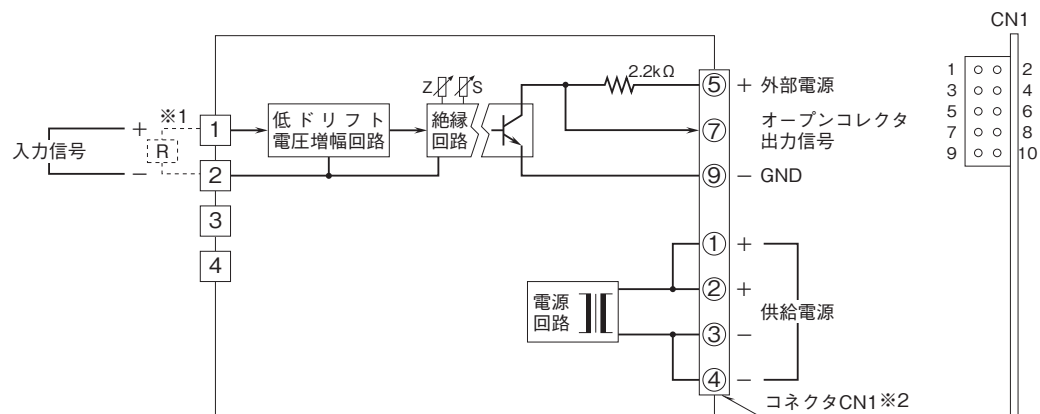 CN1
1 2
3 4
5 6
7 8
9 10
入力信号
+
−
※1
R
1
2
3
4
低ドリフト
電圧増幅回路
Z S
絶縁
回路
2.2kΩ
⑤ + 外部電源
⑦ オープンコレクタ
出力信号
⑨ − GND
① +
② +
③ −
④ −
供給電源
電源
回路
コネクタCN1※2